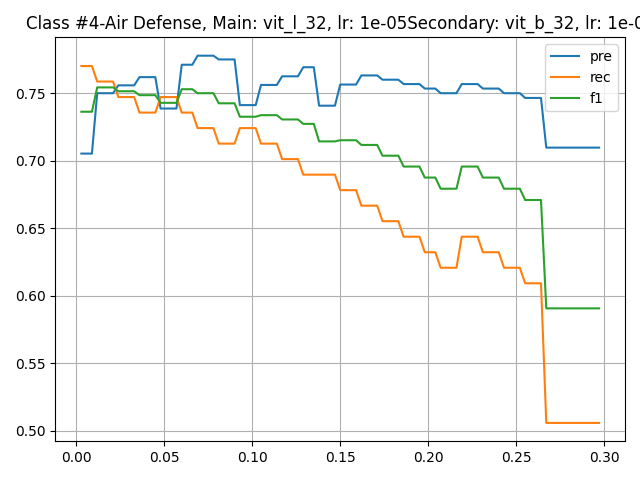 Class #4-Air Defense, Main: vit_l_32, lr: 1e-05Secondary: vit_b_32, lr: 1e-0
pre
rec
f1
0.75
0.70
0.65
0.60
0.55
0.50
0.00 0.05 0.10 0.15 0.20 0.25 0.30